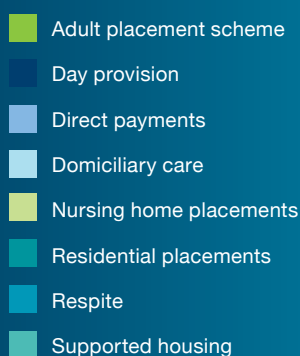 Adult placement scheme
Day provision
Direct payments
Domiciliary care
Nursing home placements
Residential placements
Respite
Supported housing